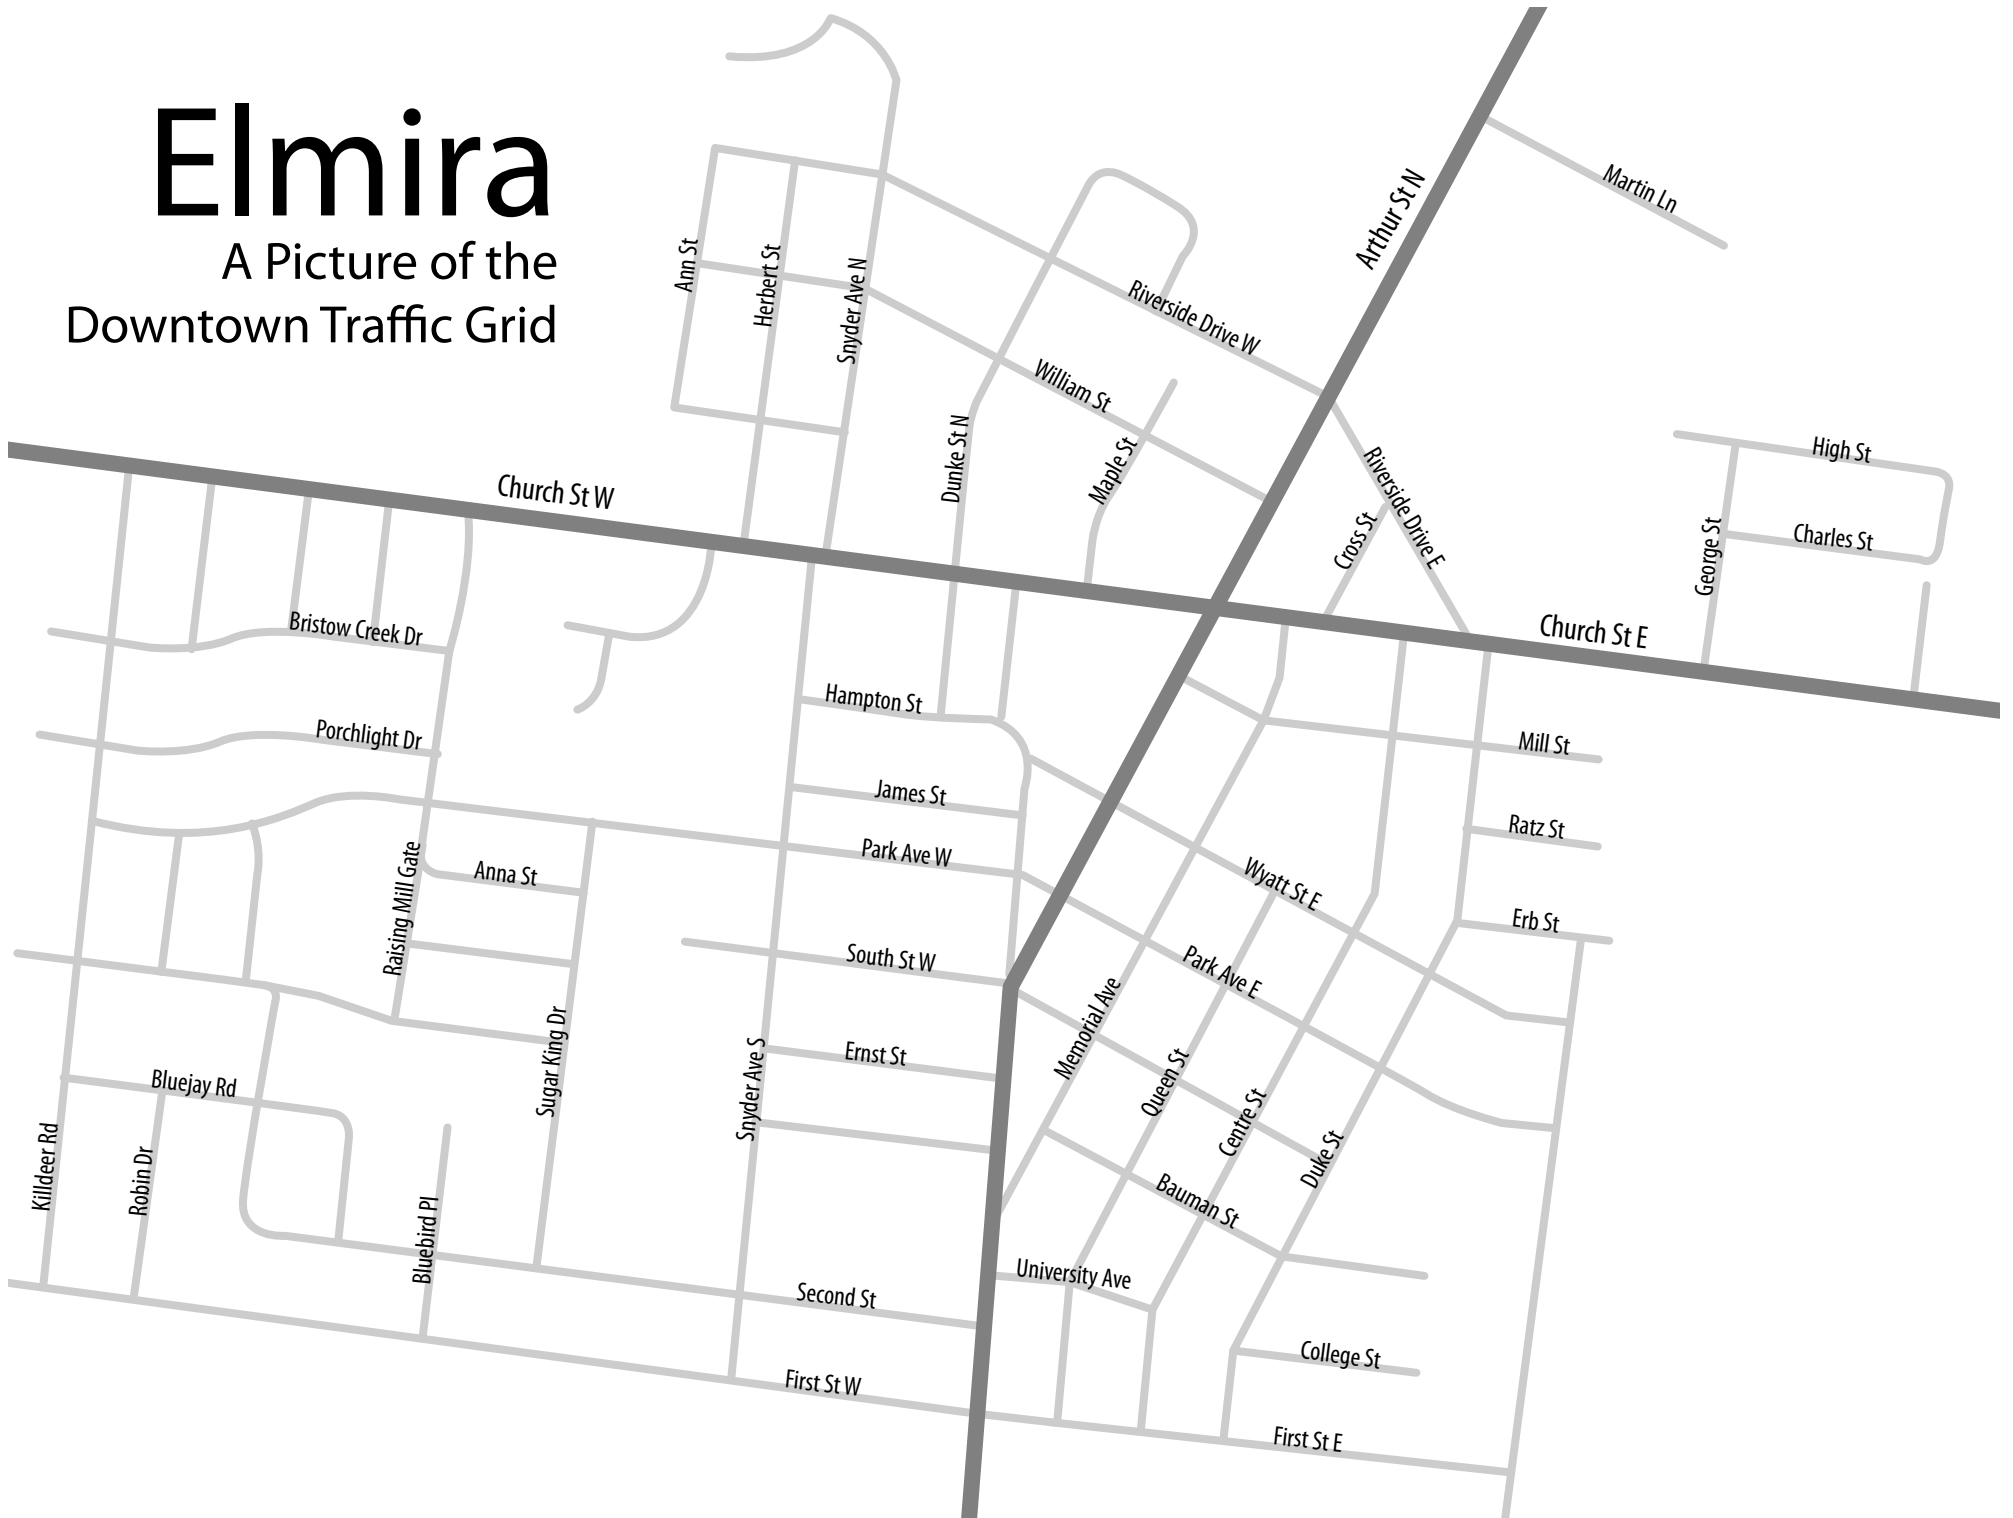 Elmira
A Picture of the
Downtown Traffic Grid
Ann St
Herbert St
Snyder Ave N
Riverside Drive W
Arthur St N
Martin Ln
William St
Dunke St N
Maple St
Church St W
Cross St
Riverside Drive E
High St
Charles St
George St
Church St E
Bristow Creek Dr
Porchlight Dr
Hampton St
James St
Park Ave W
Mill St
Ratz St
Erb St
Wyatt St E
Park Ave E
Anna St
Raising Mill Gate
South St W
Memorial Ave
Sugar King Dr
Snyder Ave S
Ernst St
Queen St
Centre St
Duke St
Bluejay Rd
Killdeer Rd
Robin Dr
Bluebird Pl
Bauman St
University Ave
Second St
First St W
College St
First St E